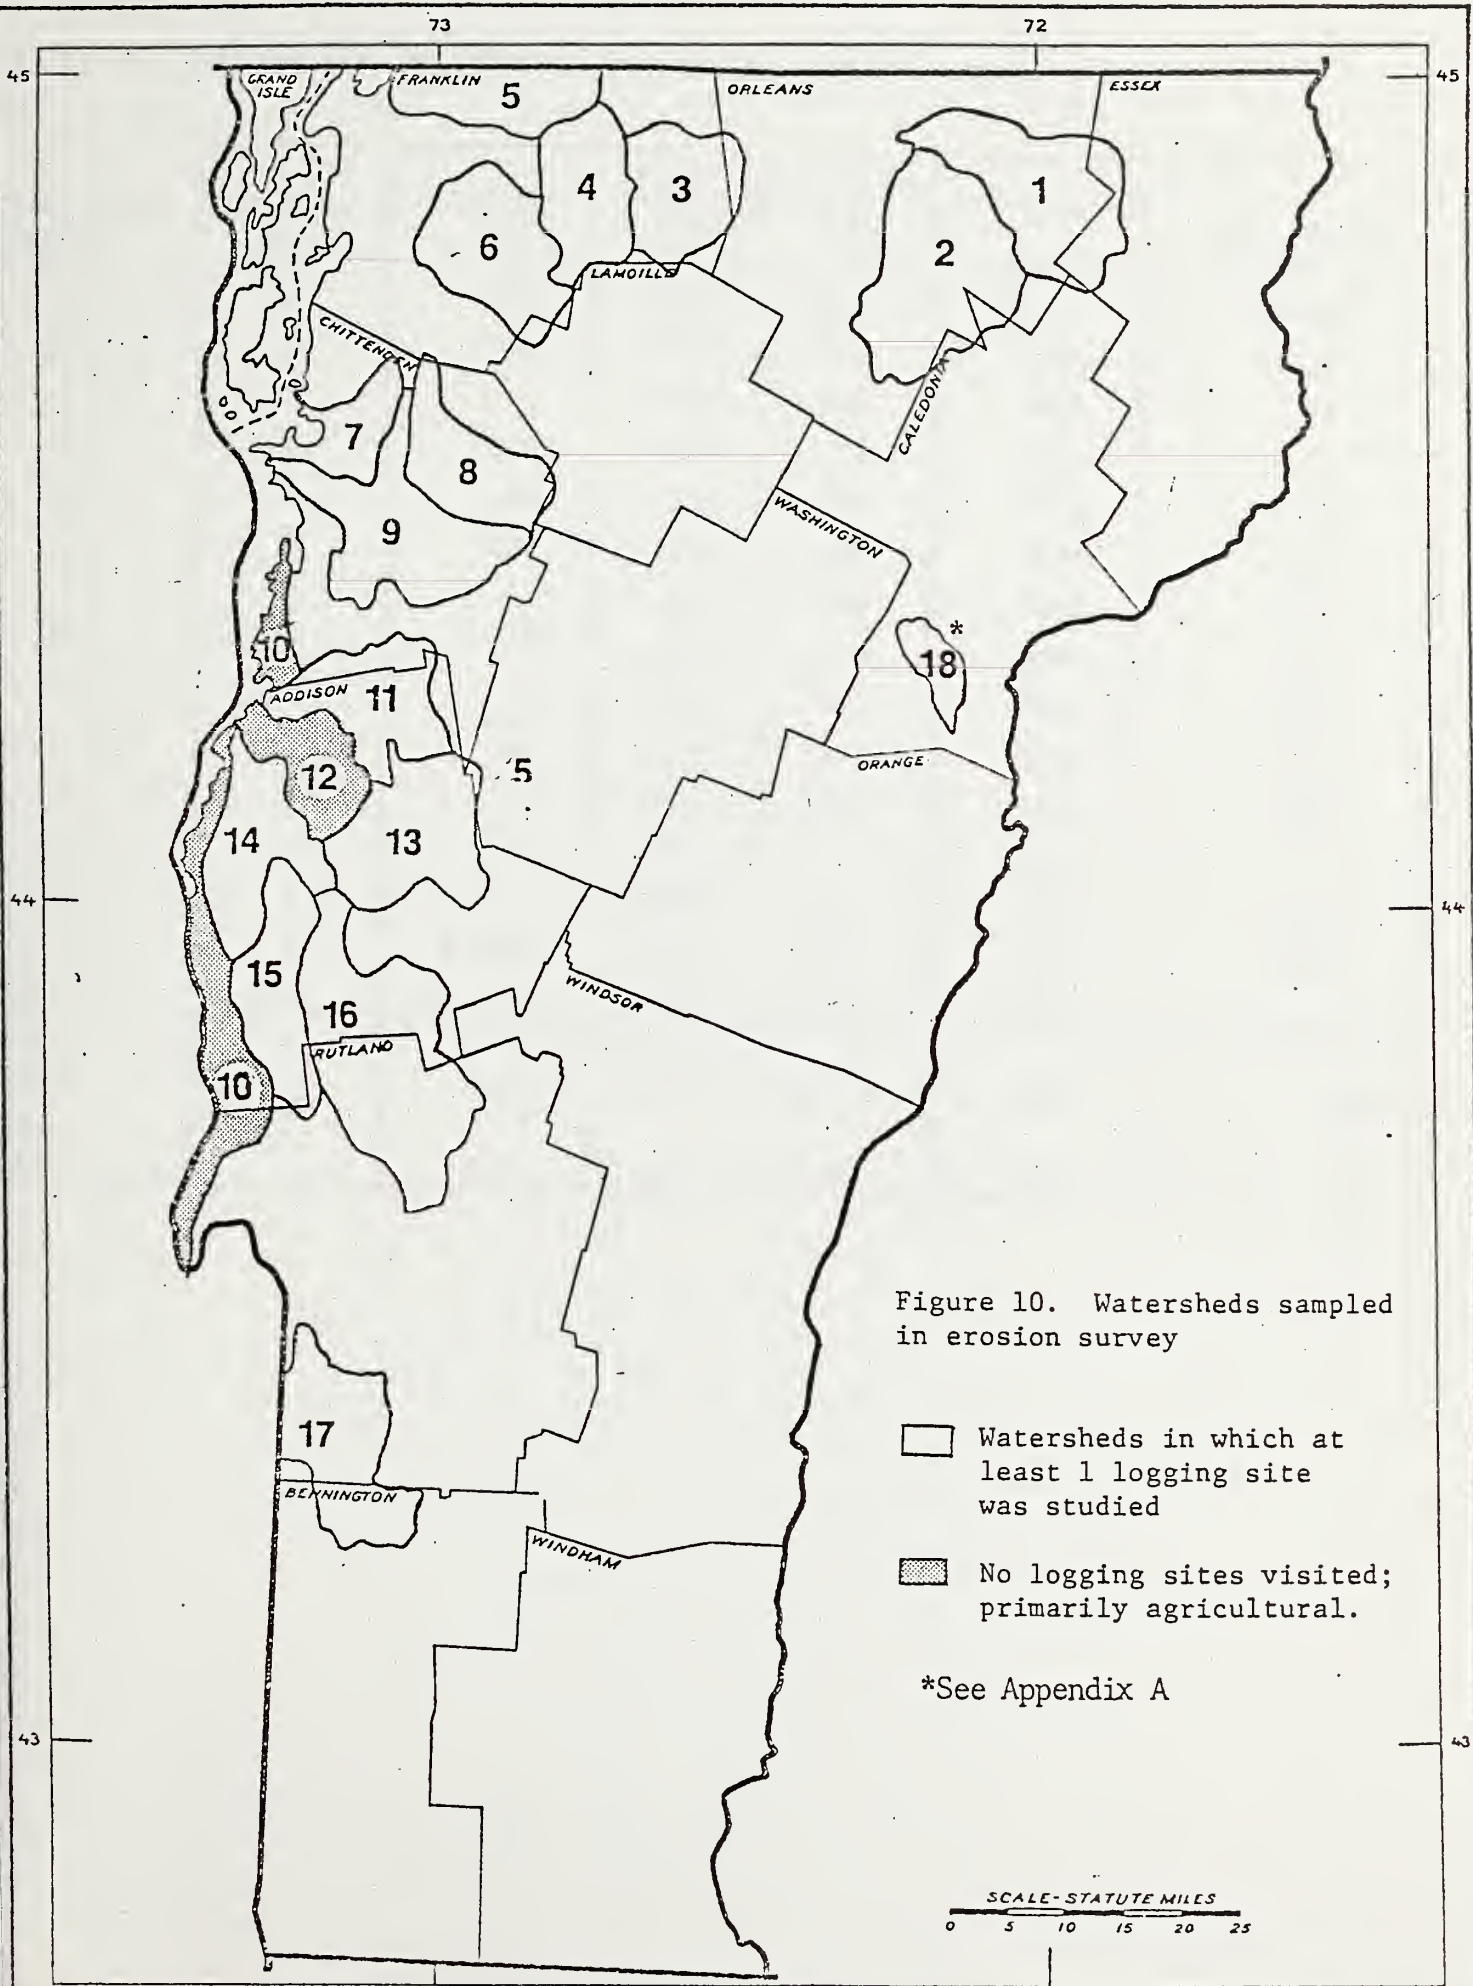 73 72
45 45
GRAND
ISLE
FRANKLIN
5
ORLEANS
ESSEX
4
3
1
6
2
LAMOILLE
CHITTENDEN
CALEDONIA
7
8
9
WASHINGTON
*
10
18
ADDISON
11
12
5
ORANGE
14
13
44 44
15
16
WINDSOR
RUTLAND
10
17
BENNINGTON
WINDHAM
Figure 10. Watersheds sampled
in erosion survey
Watersheds in which at
least 1 logging site
was studied
No logging sites visited;
primarily agricultural.
*See Appendix A
43 43
SCALE-STATUTE MILES
0 5 10 15 20 25